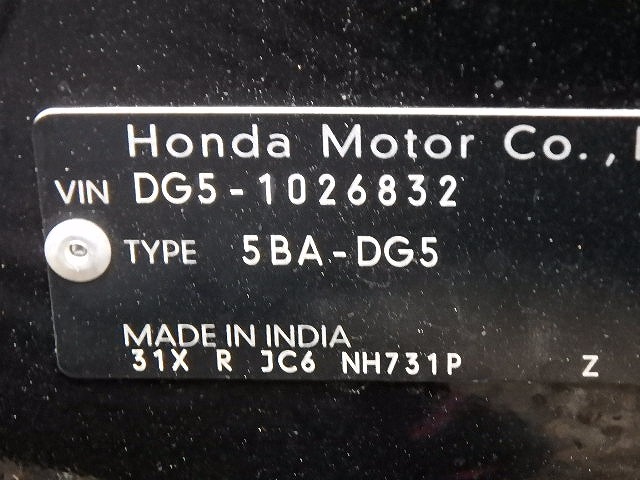 Honda Motor Co.,
VIN DG5-1026832
TYPE 5BA-DG5
MADE IN INDIA
31X R JC6 NH731P Z